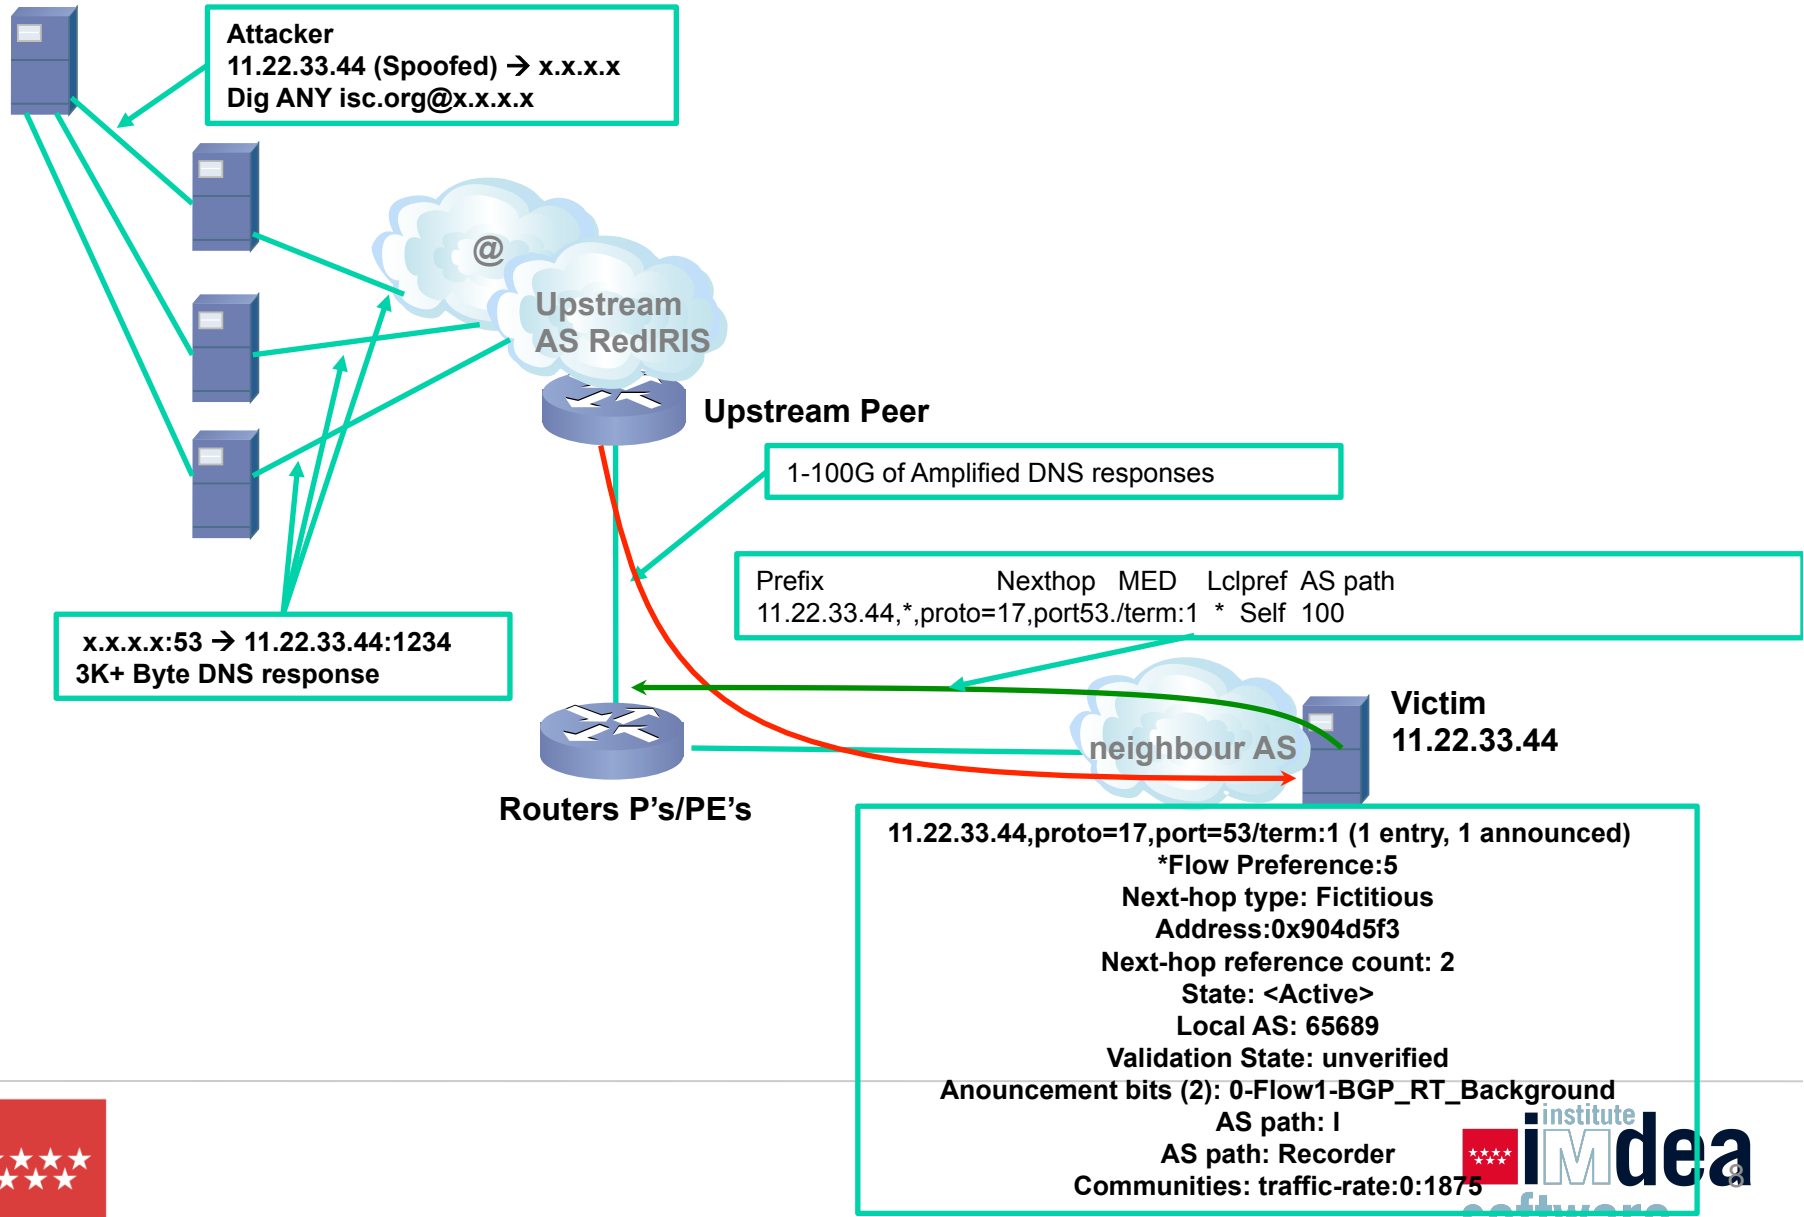 Attacker
11.22.33.44 (Spoofed) → x.x.x.x
Dig ANY isc.org@x.x.x.x
@
Upstream
AS RedIRIS
Upstream Peer
1-100G of Amplified DNS responses
Prefix Nexthop MED Lclpref AS path
11.22.33.44,*,proto=17,port53./term:1 * Self 100
x.x.x.x:53 → 11.22.33.44:1234
3K+ Byte DNS response
neighbour AS
Victim
11.22.33.44
Routers P's/PE's
11.22.33.44,proto=17,port=53/term:1 (1 entry, 1 announced)
*Flow Preference:5
Next-hop type: Fictitious
Address:0x904d5f3
Next-hop reference count: 2
State: <Active>
Local AS: 65689
Validation State: unverified
Anouncement bits (2): 0-Flow1-BGP_RT_Background
AS path: I
AS path: Recorder
Communities: traffic-rate:0:1875
institute
iMdea
software
8